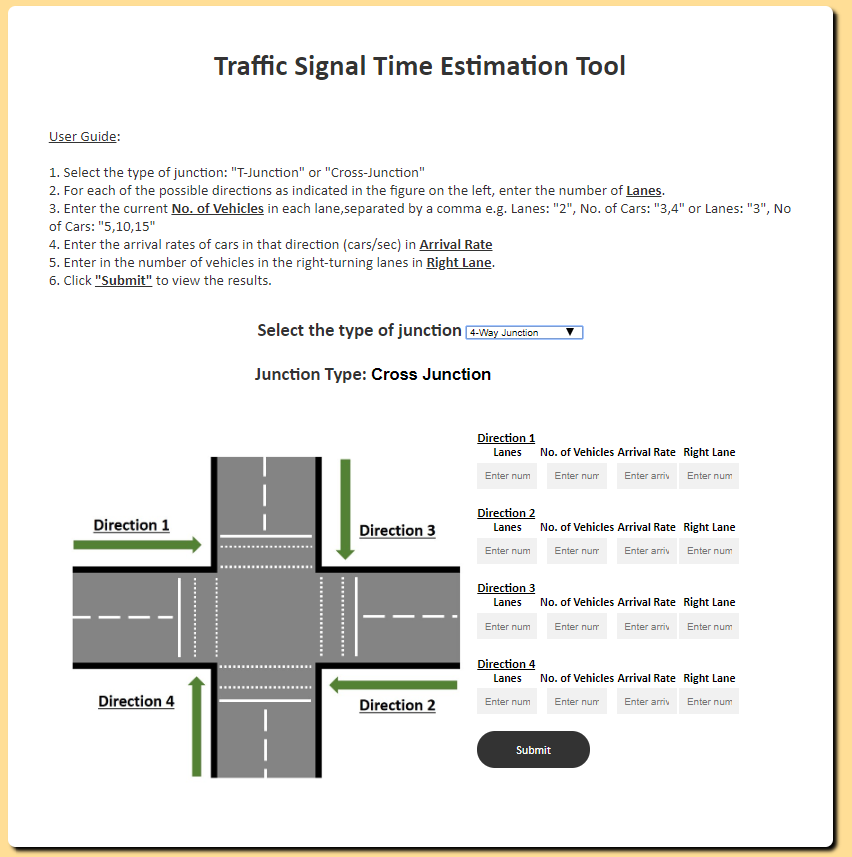 Traffic Signal Time Estimation Tool
User Guide:
1. Select the type of junction: "T-Junction" or "Cross-Junction"
2. For each of the possible directions as indicated in the figure on the left, enter the number of Lanes.
3. Enter the current No. of Vehicles in each lane,separated by a comma e.g. Lanes: "2", No. of Cars: "3,4" or Lanes: "3", No
of Cars: "5,10,15"
4. Enter the arrival rates of cars in that direction (cars/sec) in Arrival Rate
5. Enter in the number of vehicles in the right-turning lanes in Right Lane.
6. Click "Submit" to view the results.
Select the type of junction 4-Way Junction
Junction Type: Cross Junction
Direction 1
Direction 3
Direction 4
Direction 2
Direction 1
Lanes No. of Vehicles Arrival Rate Right Lane
Enter num Enter num Enter arriv Enter num
Direction 2
Lanes No. of Vehicles Arrival Rate Right Lane
Enter num Enter num Enter arriv Enter num
Direction 3
Lanes No. of Vehicles Arrival Rate Right Lane
Enter num Enter num Enter arriv Enter num
Direction 4
Lanes No. of Vehicles Arrival Rate Right Lane
Enter num Enter num Enter arriv Enter num
Submit